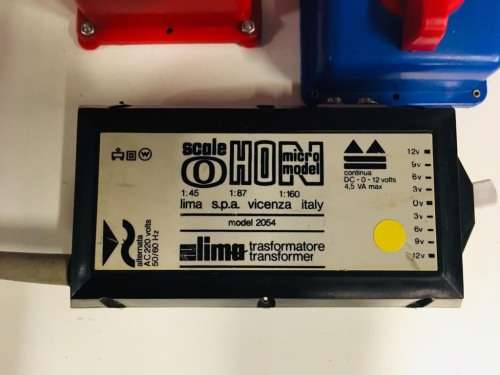 scale
O HO N
micro
model
1:45 1:87 1:160
lima s.p.a. vicenza italy
model 2054
lima trasformatore
transformer
alternata
AC 220 volts
50/60 Hz
continua
DC - 0 - 12 volts
4,5 VA max
12v
9v
6v
3v
0v
3v
6v
9v
12v